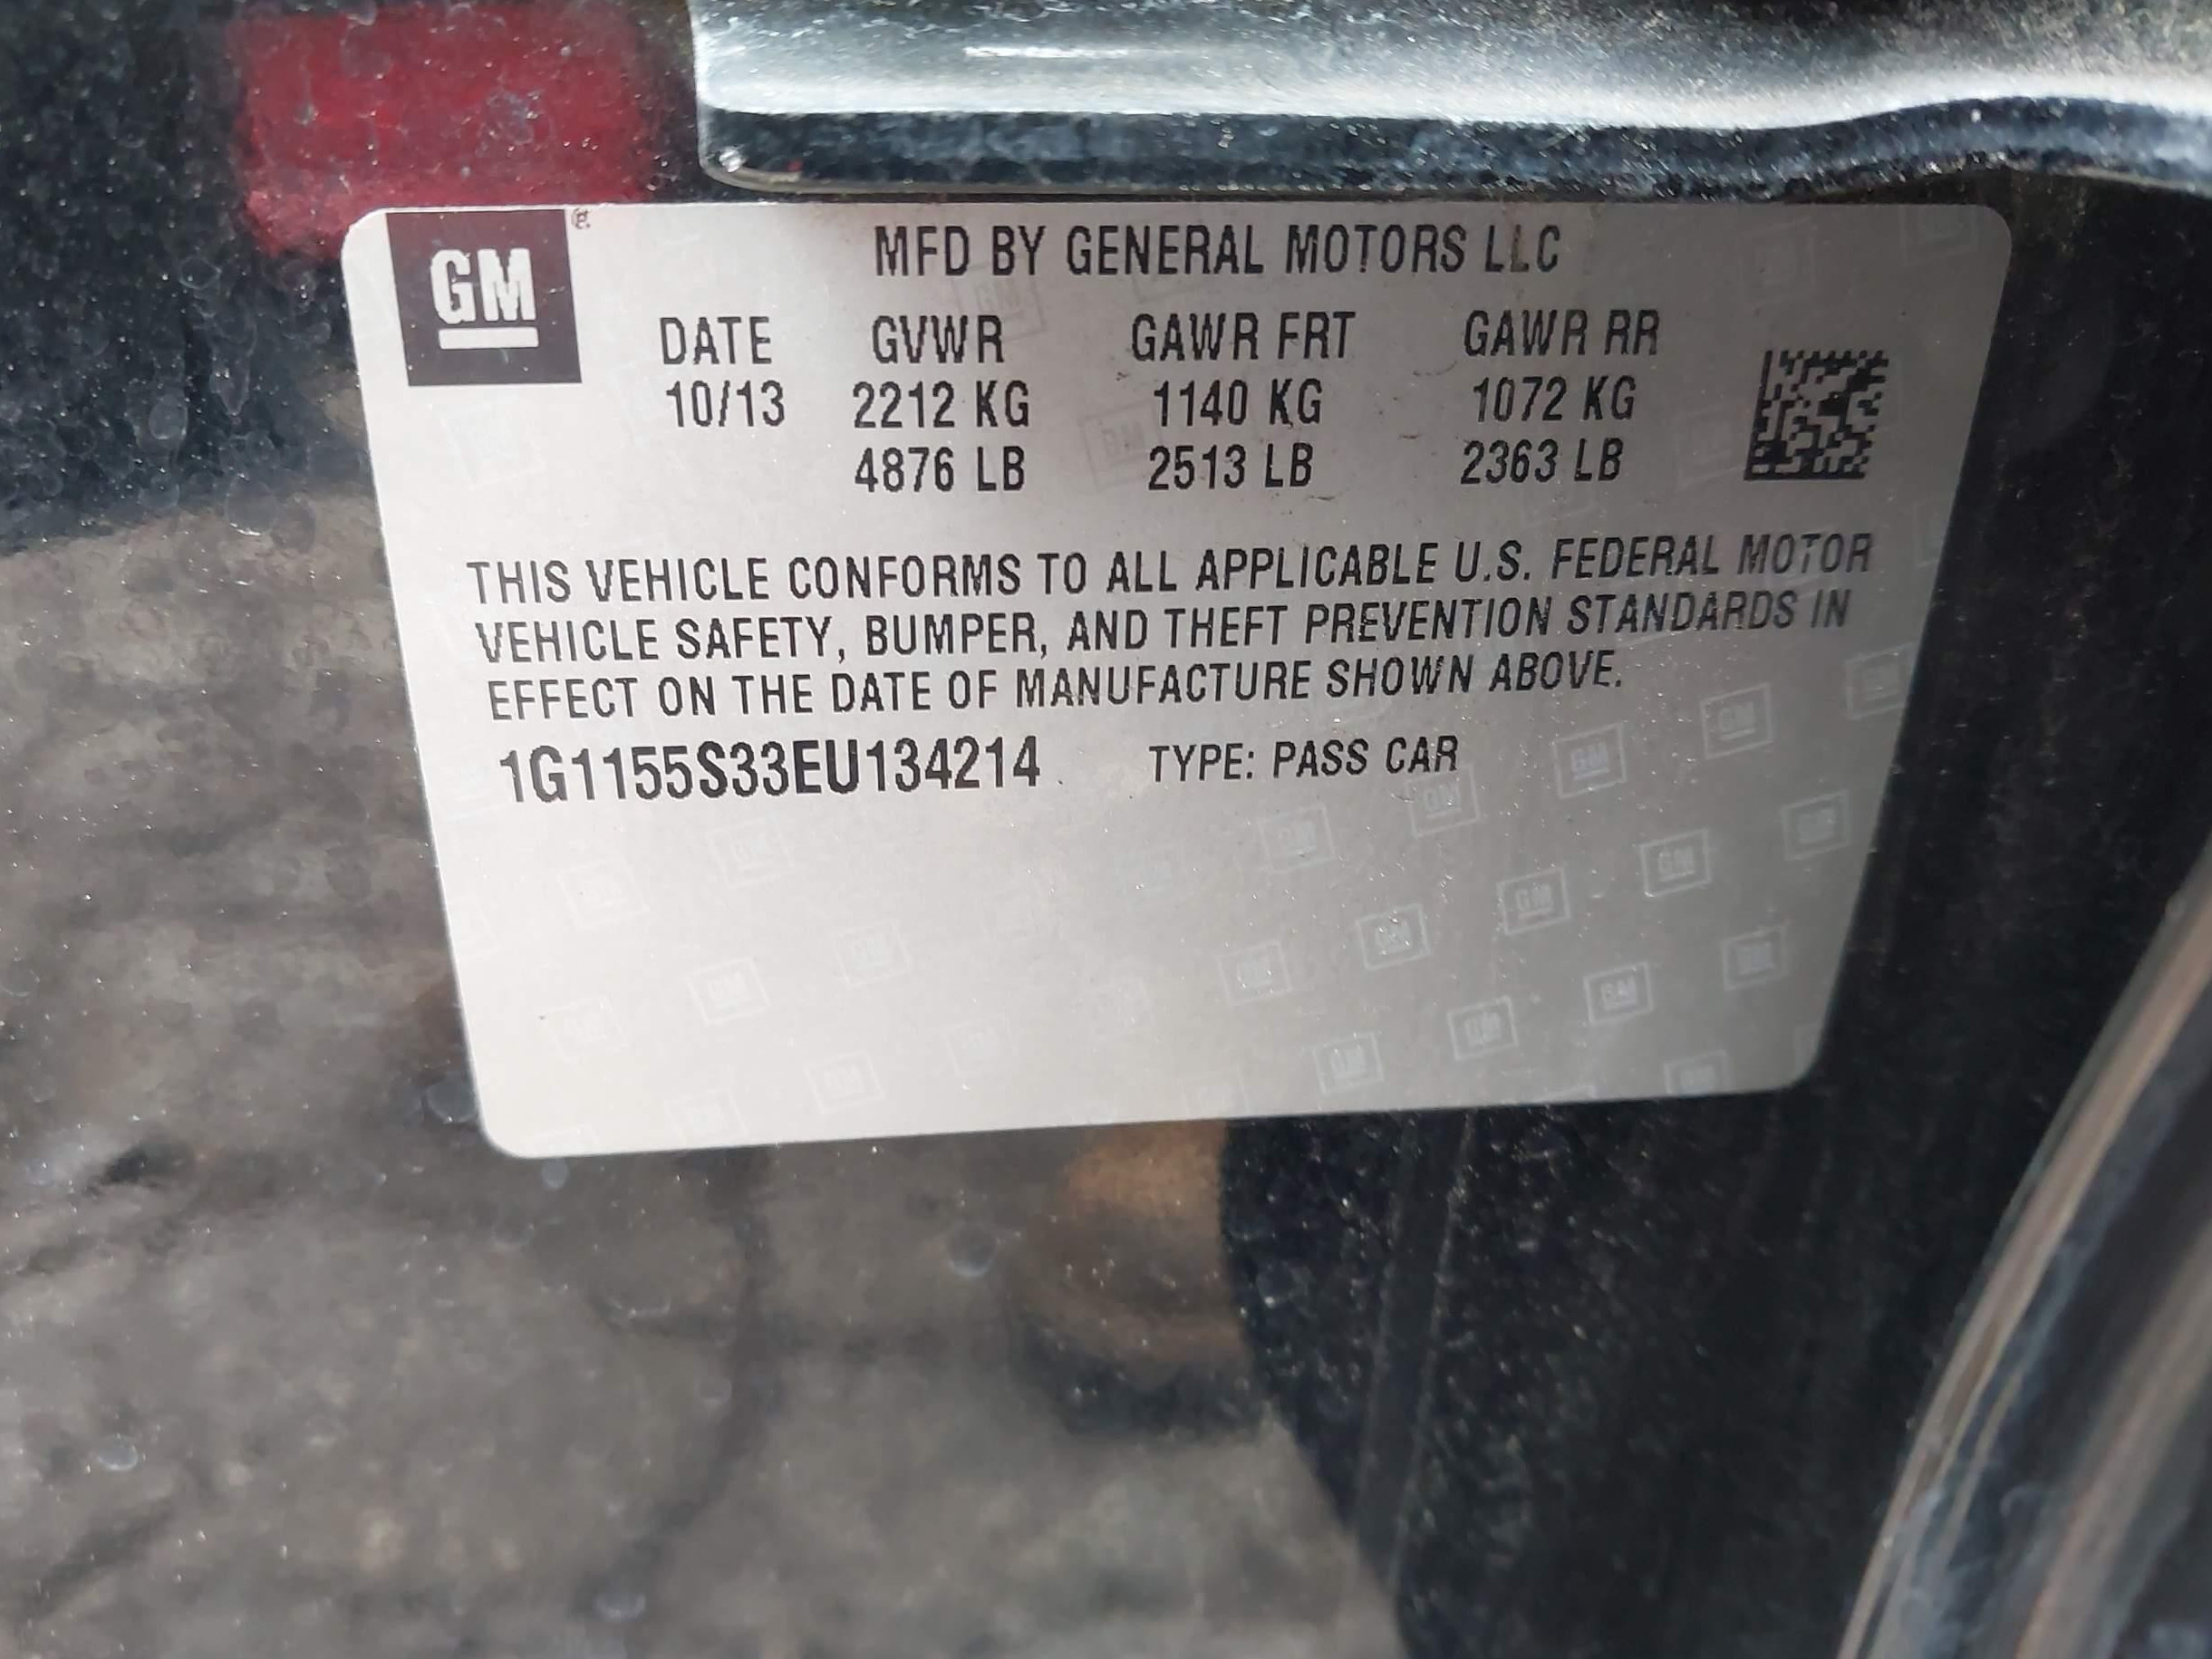 GM
MFD BY GENERAL MOTORS LLC
DATE GVWR GAWR FRT GAWR RR
10/13 2212 KG 1140 KG 1072 KG
4876 LB 2513 LB 2363 LB
THIS VEHICLE CONFORMS TO ALL APPLICABLE U.S. FEDERAL MOTOR
VEHICLE SAFETY, BUMPER, AND THEFT PREVENTION STANDARDS IN
EFFECT ON THE DATE OF MANUFACTURE SHOWN ABOVE.
1G1155S33EU134214 TYPE: PASS CAR